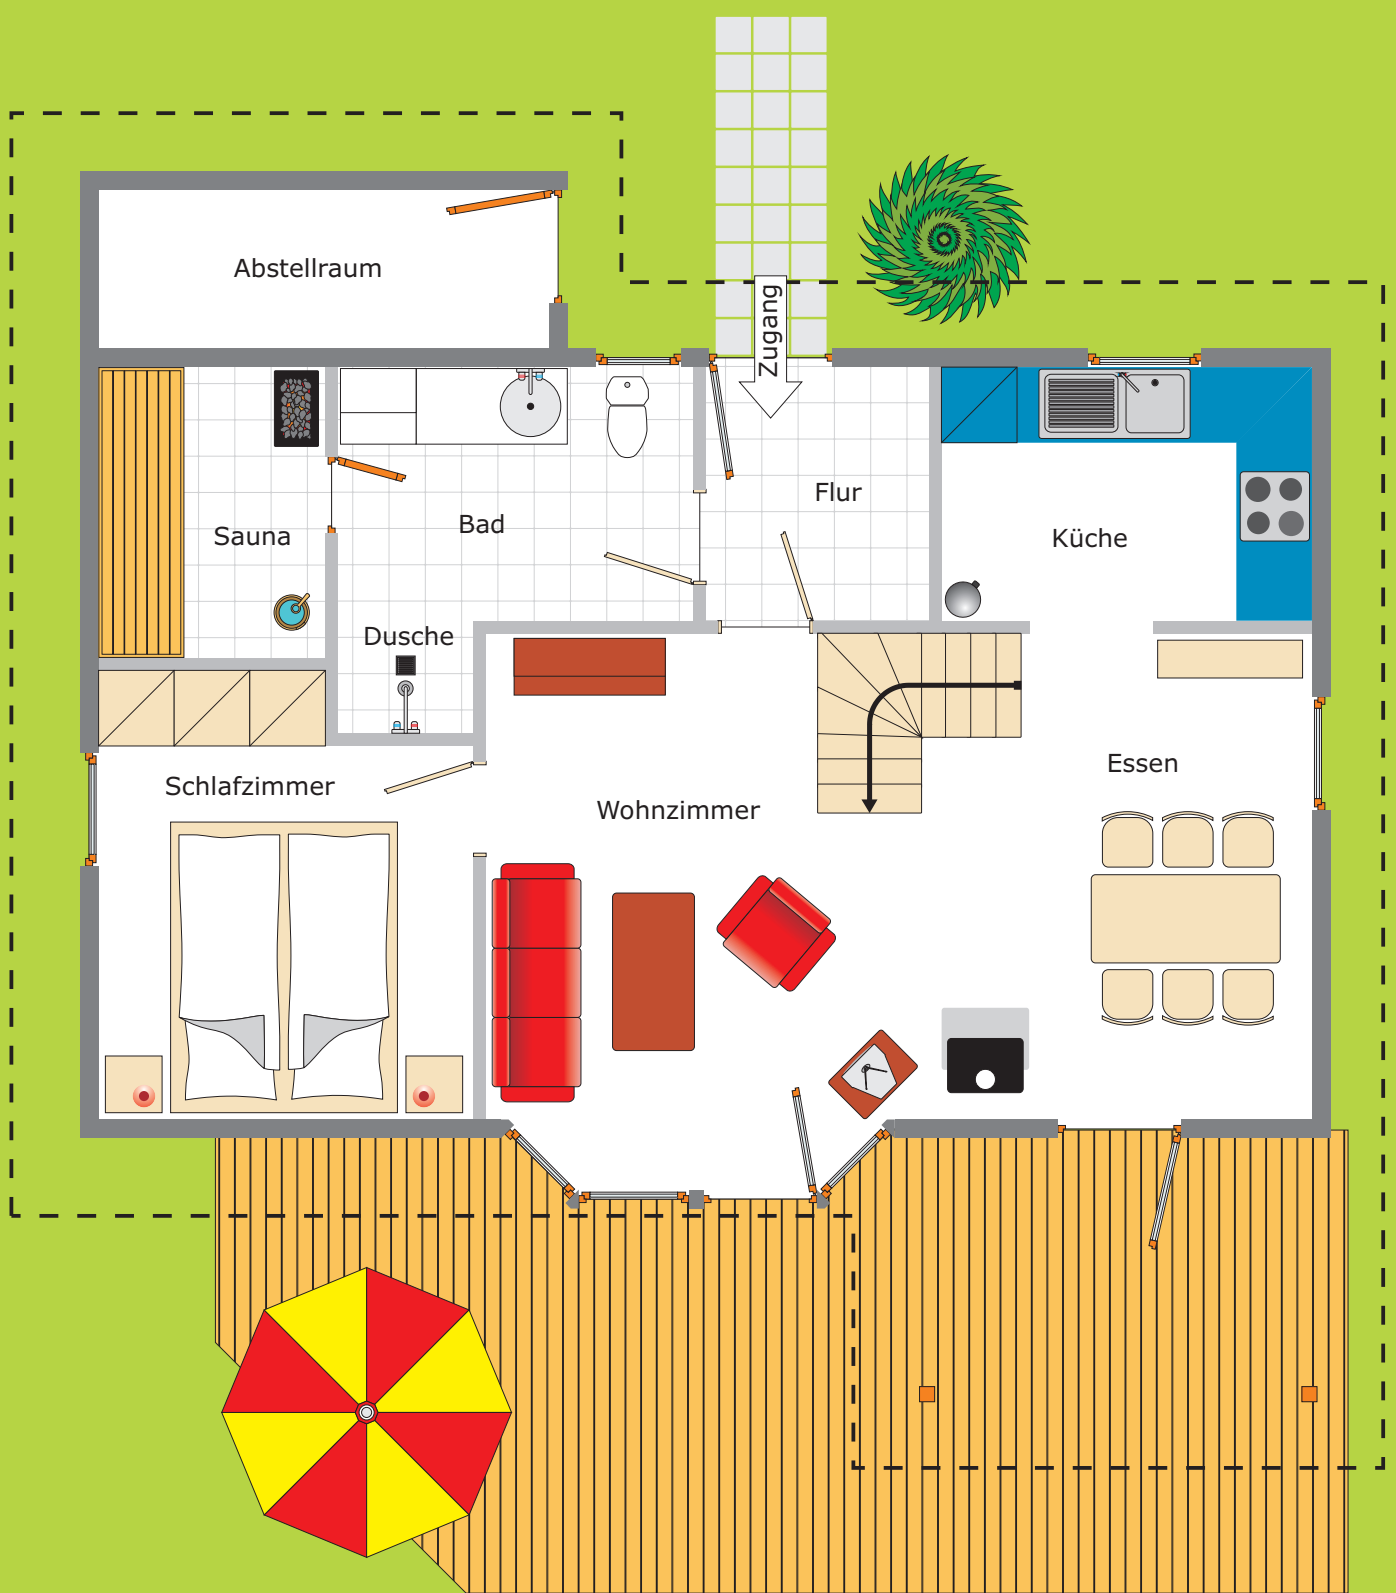 Abstellraum
Zugang
Flur
Bad
Sauna
Küche
Dusche
Essen
Schlafzimmer
Wohnzimmer